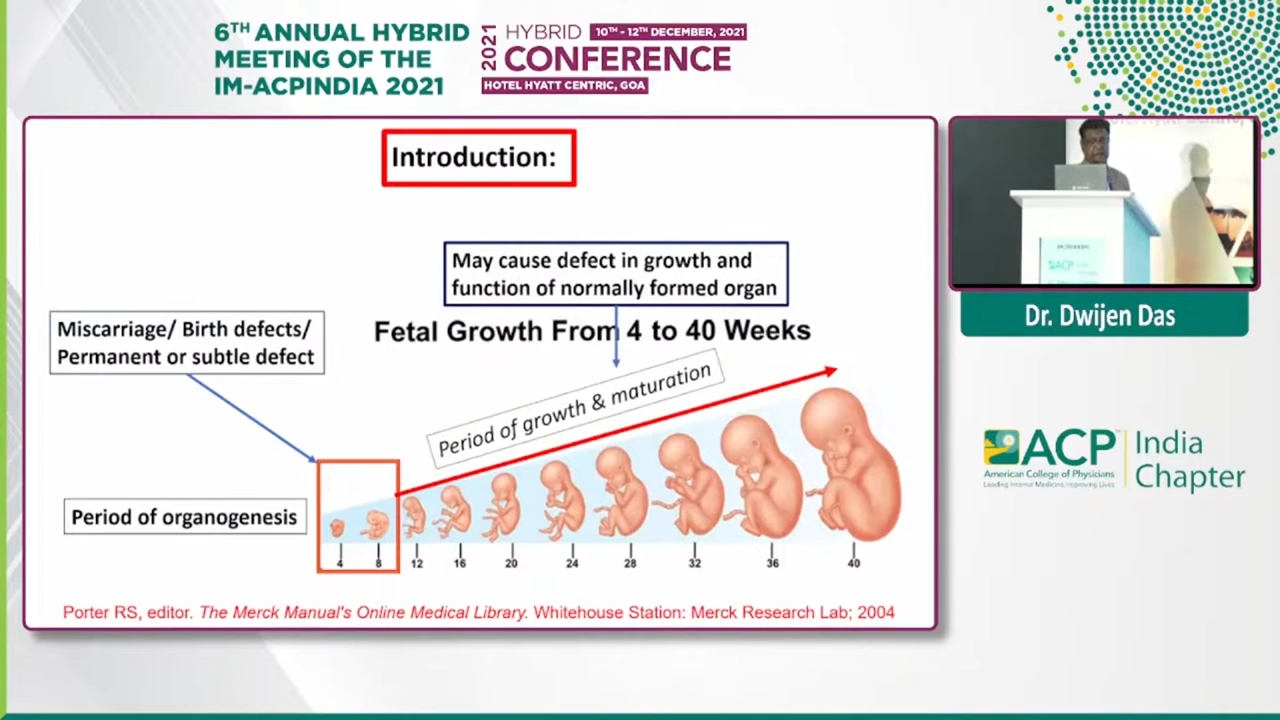 6TH ANNUAL HYBRID
MEETING OF THE
IM-ACPINDIA 2021
2021
HYBRID 10TH - 12TH DECEMBER, 2021
CONFERENCE
HOTEL HYATT CENTRIC, GOA
Introduction:
May cause defect in growth and
function of normally formed organ
Miscarriage/ Birth defects/
Permanent or subtle defect
Fetal Growth From 4 to 40 Weeks
Period of growth & maturation
Period of organogenesis
4 8 12 16 20 24 28 32 36 40
Porter RS, editor. The Merck Manual's Online Medical Library. Whitehouse Station: Merck Research Lab; 2004
ACP
Dr. Dwijen Das
ACP
American College of Physicians
Leading Internal Medicine, Improving Lives
India
Chapter